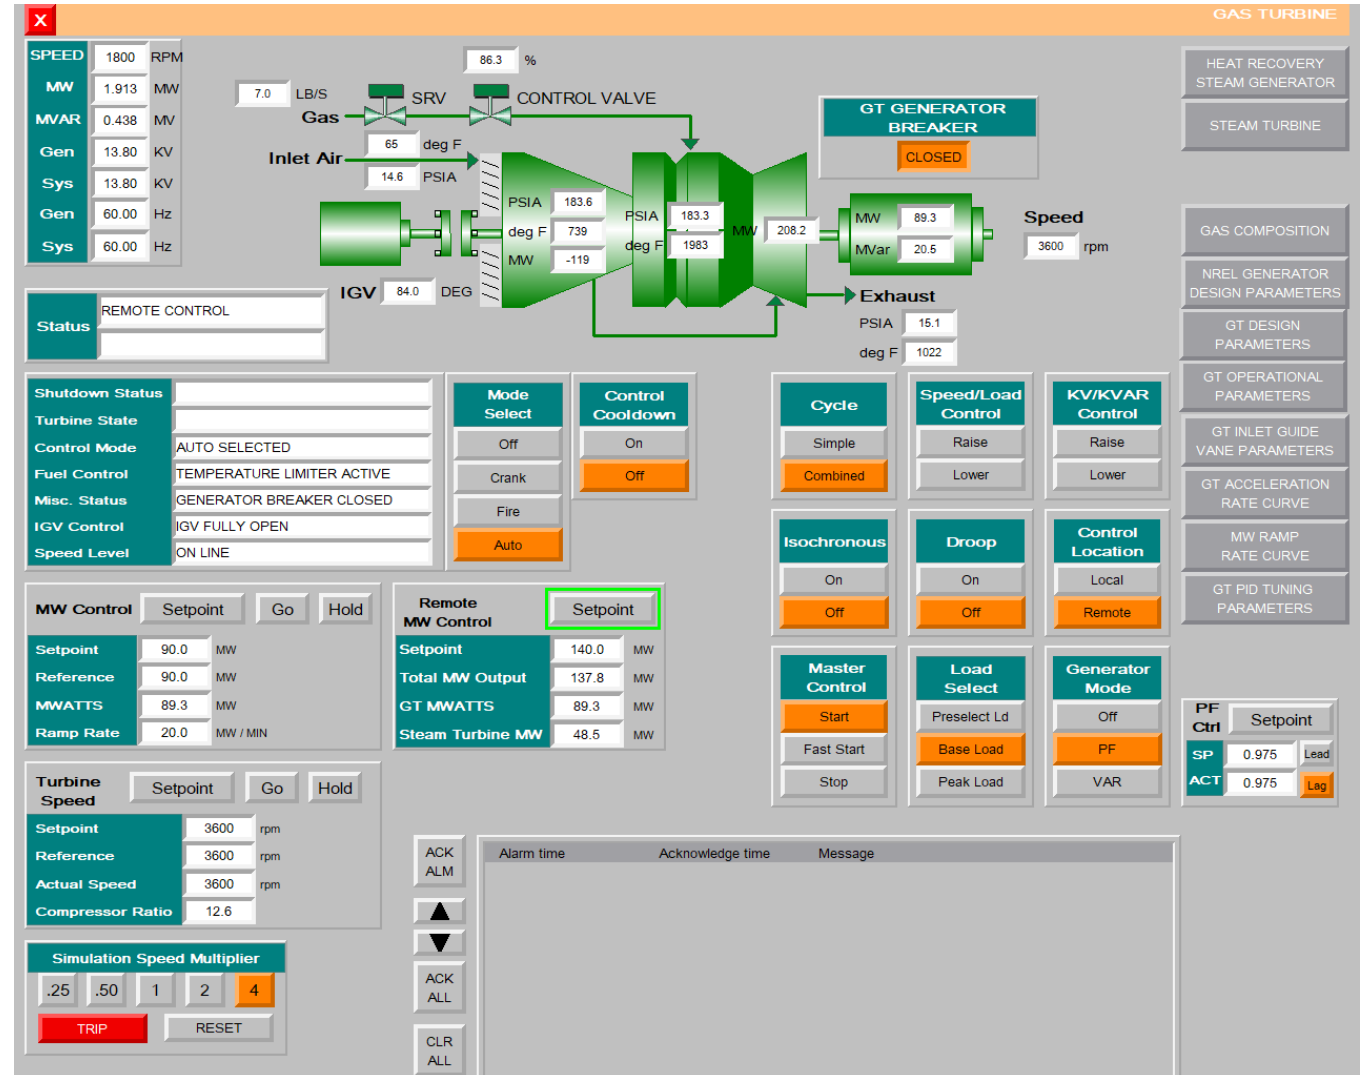 X
GAS TURBINE
SPEED 1800 RPM
MW 1.913 MW
MVAR 0.438 MV
Gen 13.80 KV
Sys 13.80 KV
Gen 60.00 Hz
Sys 60.00 Hz
86.3 %
7.0 LB/S
SRV
CONTROL VALVE
Gas
65 deg F
Inlet Air
14.6 PSIA
PSIA 183.6
deg F 739
MW -119
PSIA 183.3
deg F 1983
MW 208.2
GT GENERATOR
BREAKER
CLOSED
MW 89.3
MVar 20.5
Speed
3600 rpm
IGV 84.0 DEG
Exhaust
PSIA 15.1
deg F 1022
HEAT RECOVERY
STEAM GENERATOR
STEAM TURBINE
GAS COMPOSITION
NREL GENERATOR
DESIGN PARAMETERS
GT DESIGN
PARAMETERS
GT OPERATIONAL
PARAMETERS
GT INLET GUIDE
VANE PARAMETERS
GT ACCELERATION
RATE CURVE
MW RAMP
RATE CURVE
GT PID TUNING
PARAMETERS
Status REMOTE CONTROL
Shutdown Status
Turbine State
Control Mode AUTO SELECTED
Fuel Control TEMPERATURE LIMITER ACTIVE
Misc. Status GENERATOR BREAKER CLOSED
IGV Control IGV FULLY OPEN
Speed Level ON LINE
Mode
Select
Off
Crank
Fire
Auto
Control
Cooldown
On
Off
Cycle
Simple
Combined
Speed/Load
Control
Raise
Lower
KV/KVAR
Control
Raise
Lower
Isochronous
On
Off
Droop
On
Off
Control
Location
Local
Remote
MW Control Setpoint Go Hold
Setpoint 90.0 MW
Reference 90.0 MW
MWATTS 89.3 MW
Ramp Rate 20.0 MW / MIN
Remote
MW Control
Setpoint
Setpoint 140.0 MW
Total MW Output 137.8 MW
GT MWATTS 89.3 MW
Steam Turbine MW 48.5 MW
Master
Control
Start
Fast Start
Stop
Load
Select
Preselect Ld
Base Load
Peak Load
Generator
Mode
Off
PF
VAR
PF
Ctrl
Setpoint
SP 0.975 Lead
ACT 0.975 Lag
Turbine
Speed
Setpoint Go Hold
Setpoint 3600 rpm
Reference 3600 rpm
Actual Speed 3600 rpm
Compressor Ratio 12.6
Simulation Speed Multiplier
.25 .50 1 2 4
TRIP RESET
ACK
ALM
ACK
ALL
CLR
ALL
Alarm time Acknowledge time Message